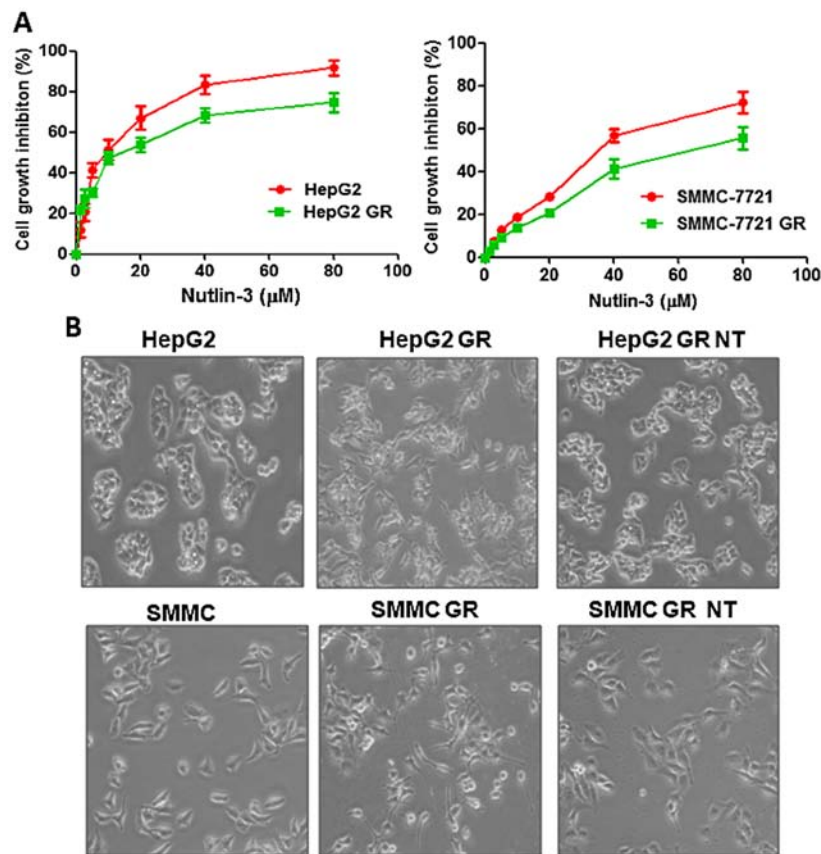 A
Cell growth inhibiton (%)
100
80
60
40
20
0
0 20 40 60 80 100
Nutlin-3 (μM)
HepG2
HepG2 GR
Cell growth inhibition (%)
100
80
60
40
20
0
0 20 40 60 80 100
Nutlin-3 (μM)
SMMC-7721
SMMC-7721 GR
B
HepG2 HepG2 GR HepG2 GR NT
SMMC SMMC GR SMMC GR NT